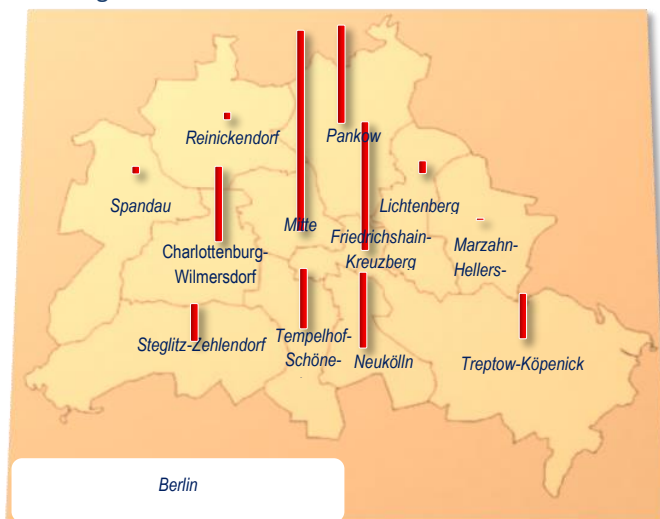 Reinickendorf
Pankow
Spandau
Mitte
Lichtenberg
Charlottenburg-
Wilmersdorf
Friedrichshain-
Kreuzberg
Marzahn-
Hellers-
Steglitz-Zehlendorf
Tempelhof-
Schöne-
Neukölln
Treptow-Köpenick
Berlin